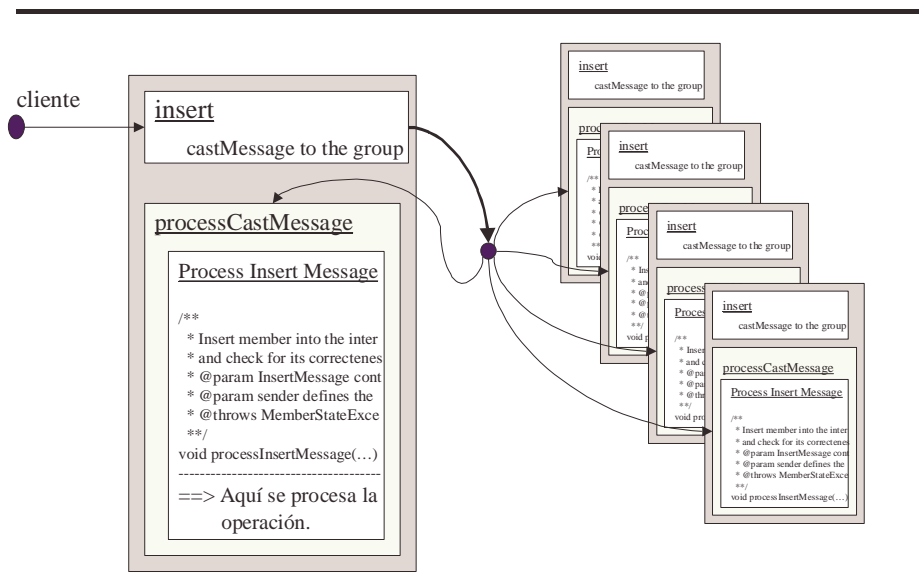 cliente
insert
castMessage to the group
processCastMessage
Process Insert Message
/**
* Insert member into the inter
* and check for its correctenes
* @param InsertMessage cont
* @param sender defines the
* @throws MemberStateExce
**/
void processInsertMessage(…)
------------------------------------
==> Aquí se procesa la
operación.
insert
castMessage to the group
insert
castMessage to the group
insert
castMessage to the group
insert
castMessage to the group
processCastMessage
Process Insert Message
/**
* Insert member into the inter
* and check for its correctenes
* @param InsertMessage cont
* @param sender defines the
* @throws MemberStateExce
**/
void processInsertMessage(…)